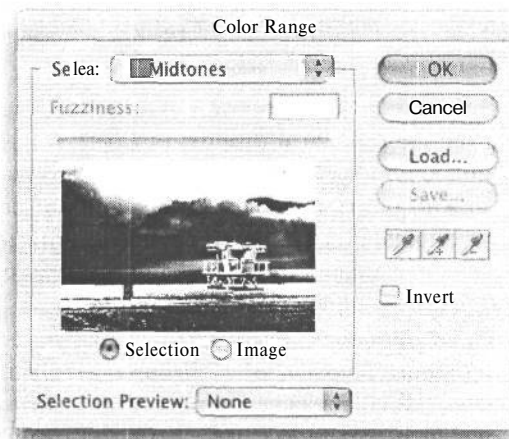 Color Range
Selea: Midtones
Fuzziness:
OK
Cancel
Load...
Save...
Invert
Selection Image
Selection Preview: None